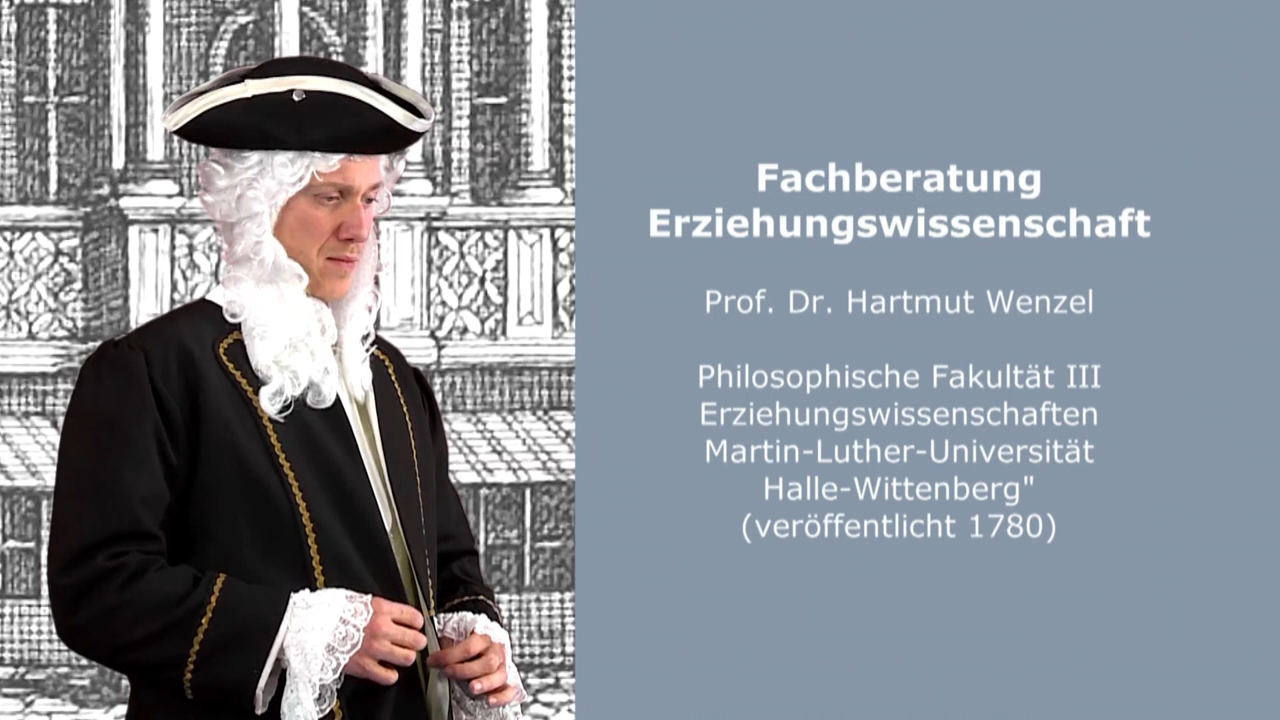 Fachberatung
Erziehungswissenschaft
Prof. Dr. Hartmut Wenzel
Philosophische Fakultät III
Erziehungswissenschaften
Martin-Luther-Universität
Halle-Wittenberg"
(veröffentlicht 1780)